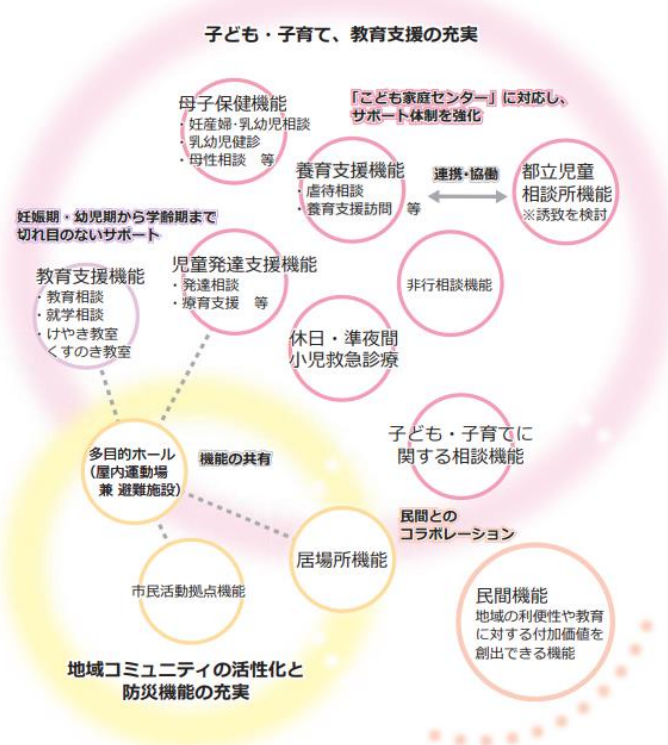 子ども・子育て、教育支援の充実
母子保健機能
・妊産婦・乳幼児相談
・乳幼児健診
・母性相談　等
「こども家庭センター」に対応し、
サポート体制を強化
養育支援機能
・虐待相談
・養育支援訪問　等
連携・協働
都立児童
相談所機能
※誘致を検討
妊娠期・幼児期から学齢期まで
切れ目のないサポート
教育支援機能
・教育相談
・就学相談
・けやき教室
くすのき教室
児童発達支援機能
・発達相談
・療育支援　等
非行相談機能
休日・準夜間
小児救急診療
子ども・子育てに
関する相談機能
多目的ホール
（屋内運動場
兼 避難施設）
機能の共有
民間との
コラボレーション
居場所機能
市民活動拠点機能
民間機能
地域の利便性や教育
に対する付加価値を
創出できる機能
地域コミュニティの活性化と
防災機能の充実